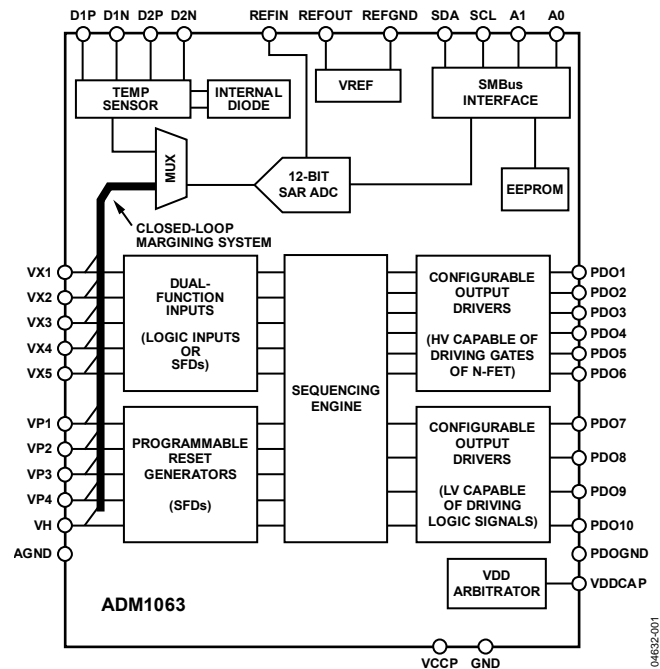 D1P D1N D2P D2N REFIN REFOUT REFGND SDA SCL A1 A0
TEMP
SENSOR
INTERNAL
DIODE
VREF
SMBus
INTERFACE
MUX
12-BIT
SAR ADC
EEPROM
CLOSED-LOOP
MARGINING SYSTEM
VX1
VX2
VX3
VX4
VX5
DUAL-
FUNCTION
INPUTS
(LOGIC INPUTS
OR
SFDs)
SEQUENCING
ENGINE
CONFIGURABLE
OUTPUT
DRIVERS
(HV CAPABLE OF
DRIVING GATES
OF N-FET)
PDO1
PDO2
PDO3
PDO4
PDO5
PDO6
VP1
VP2
VP3
VP4
VH
AGND
PROGRAMMABLE
RESET
GENERATORS
(SFDs)
CONFIGURABLE
OUTPUT
DRIVERS
(LV CAPABLE
OF DRIVING
LOGIC SIGNALS)
PDO7
PDO8
PDO9
PDO10
PDOGND
VDDCAP
VDD
ARBITRATOR
ADM1063
VCCP GND
04632-001